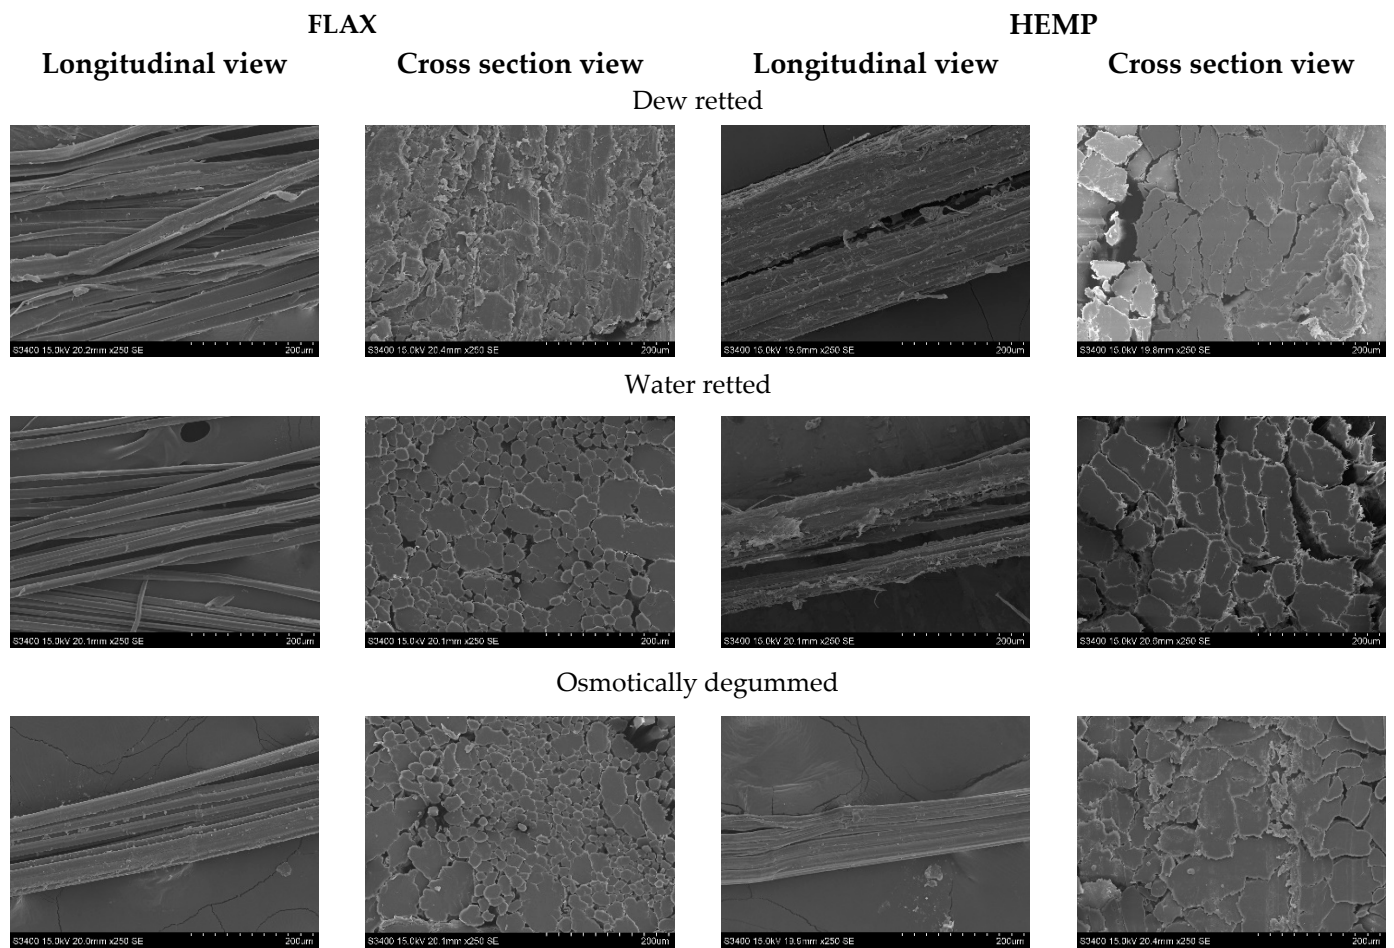 FLAX HEMP
Longitudinal view Cross section view Longitudinal view Cross section view
Dew retted
S3400 15.0kV 20.2mm x250 SE 200um S3400 15.0kV 20.4mm x250 SE 200um S3400 15.0kV 19.6mm x250 SE 200um S3400 15.0kV 19.8mm x250 SE 200um
Water retted
S3400 15.0kV 20.1mm x250 SE 200um S3400 15.0kV 20.1mm x250 SE 200um S3400 15.0kV 20.1mm x250 SE 200um S3400 15.0kV 20.6mm x250 SE 200um
Osmotically degummed
S3400 15.0kV 20.0mm x250 SE 200um S3400 15.0kV 20.1mm x250 SE 200um S3400 15.0kV 19.9mm x250 SE 200um S3400 15.0kV 20.4mm x250 SE 200um